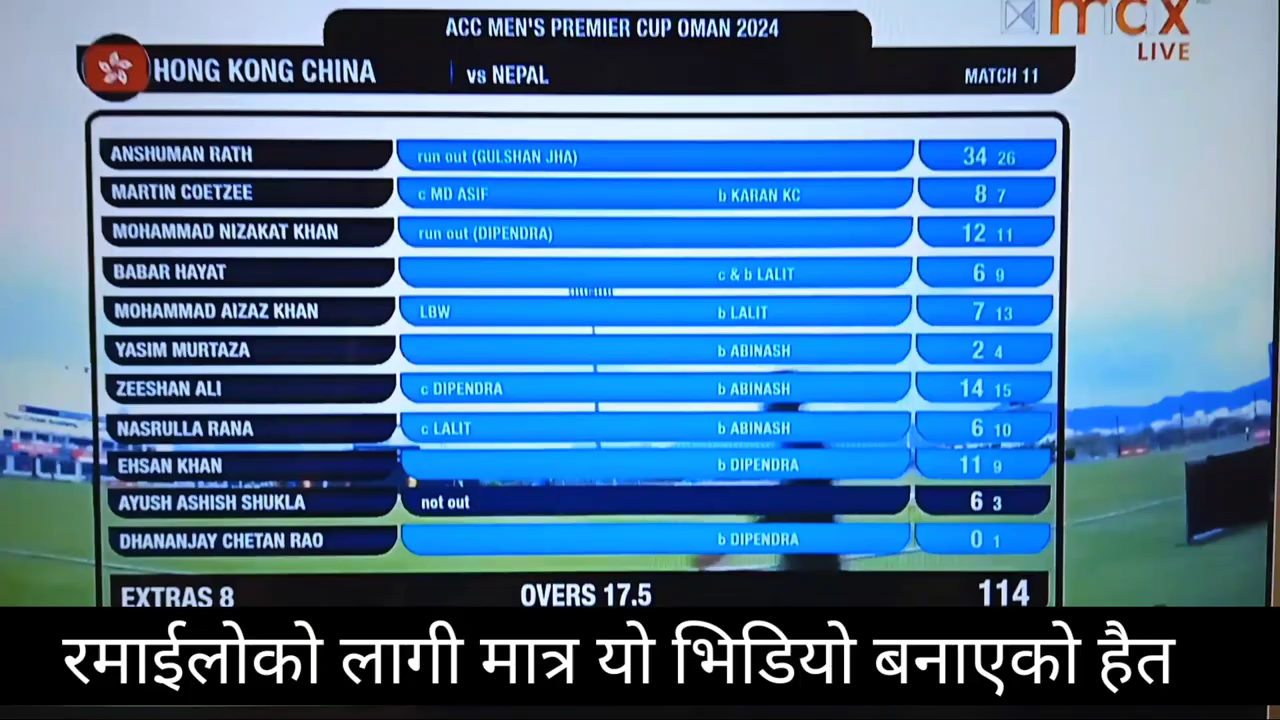 ACC MEN'S PREMIER CUP OMAN 2024
max
LIVE
HONG KONG CHINA vs NEPAL MATCH 11
ANSHUMAN RATH run out (GULSHAN JHA) 34 26
MARTIN COETZEE c MD ASIF b KARAN KC 8 7
MOHAMMAD NIZAKAT KHAN run out (DIPENDRA) 12 11
BABAR HAYAT c & b LALIT 6 9
MOHAMMAD AIZAZ KHAN LBW b LALIT 7 13
YASIM MURTAZA b ABINASH 2 4
ZEESHAN ALI c DIPENDRA b ABINASH 14 15
NASRULLA RANA c LALIT b ABINASH 6 10
EHSAN KHAN b DIPENDRA 11 9
AYUSH ASHISH SHUKLA not out 6 3
DHANANJAY CHETAN RAO b DIPENDRA 0 1
EXTRAS 8 OVERS 17.5 114
रमाईलोको लागी मात्र यो भिडियो बनाएको हैत